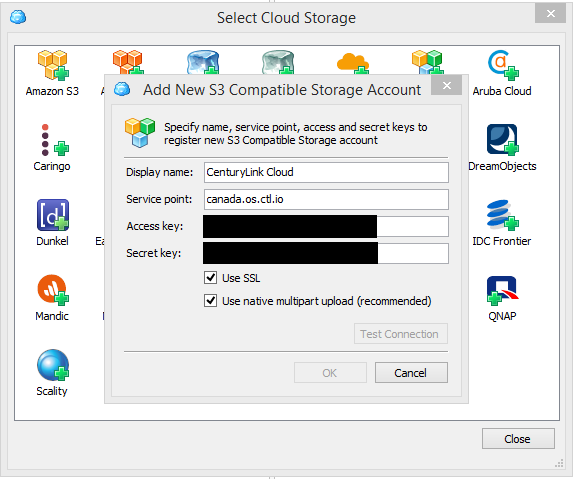 Select Cloud Storage
Amazon S3
A
Aruba Cloud
Add New S3 Compatible Storage Account
Specify name, service point, access and secret keys to
register new S3 Compatible Storage account
Caringo
DreamObjects
Display name: CenturyLink Cloud
Service point: canada.os.ctl.io
Access key:
Secret key:
d
Dunkel
Ea
IDC Frontier
Use SSL
Use native multipart upload (recommended)
Mandic
QNAP
Test Connection
OK
Cancel
Scality
Close